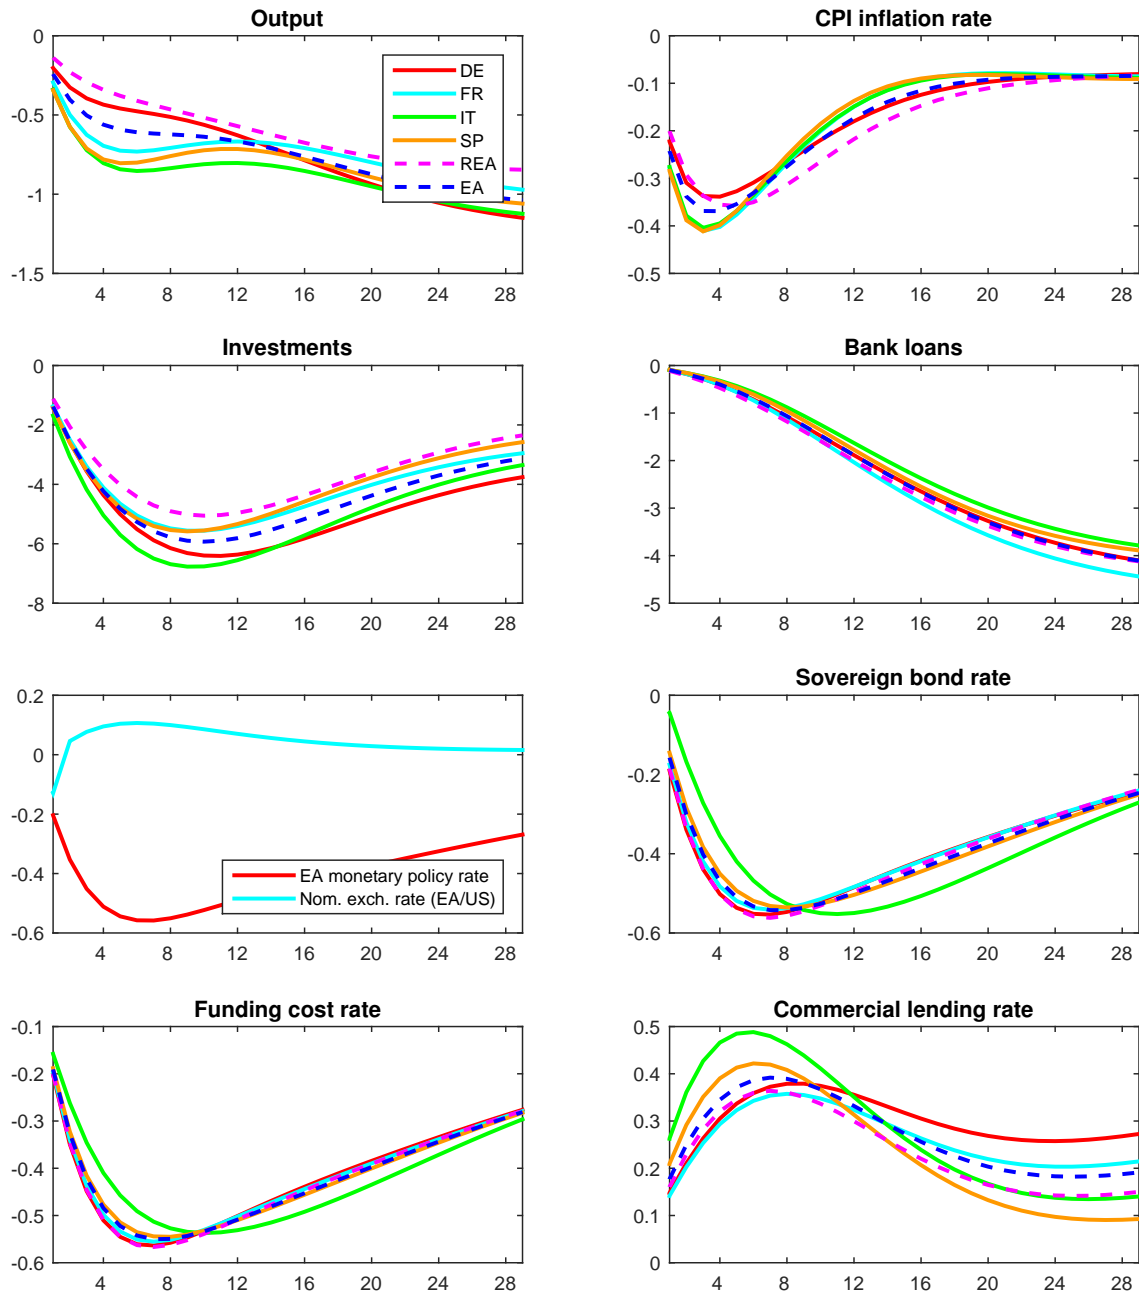 Output
0
-0.5
-1
-1.5
4 8 12 16 20 24 28
DE
FR
IT
SP
REA
EA
CPI inflation rate
0
-0.1
-0.2
-0.3
-0.4
-0.5
4 8 12 16 20 24 28
Investments
0
-2
-4
-6
-8
4 8 12 16 20 24 28
Bank loans
0
-1
-2
-3
-4
-5
4 8 12 16 20 24 28
0.2
0
-0.2
-0.4
-0.6
4 8 12 16 20 24 28
EA monetary policy rate
Nom. exch. rate (EA/US)
Sovereign bond rate
0
-0.2
-0.4
-0.6
4 8 12 16 20 24 28
Funding cost rate
-0.1
-0.2
-0.3
-0.4
-0.5
-0.6
4 8 12 16 20 24 28
Commercial lending rate
0.5
0.4
0.3
0.2
0.1
0
4 8 12 16 20 24 28